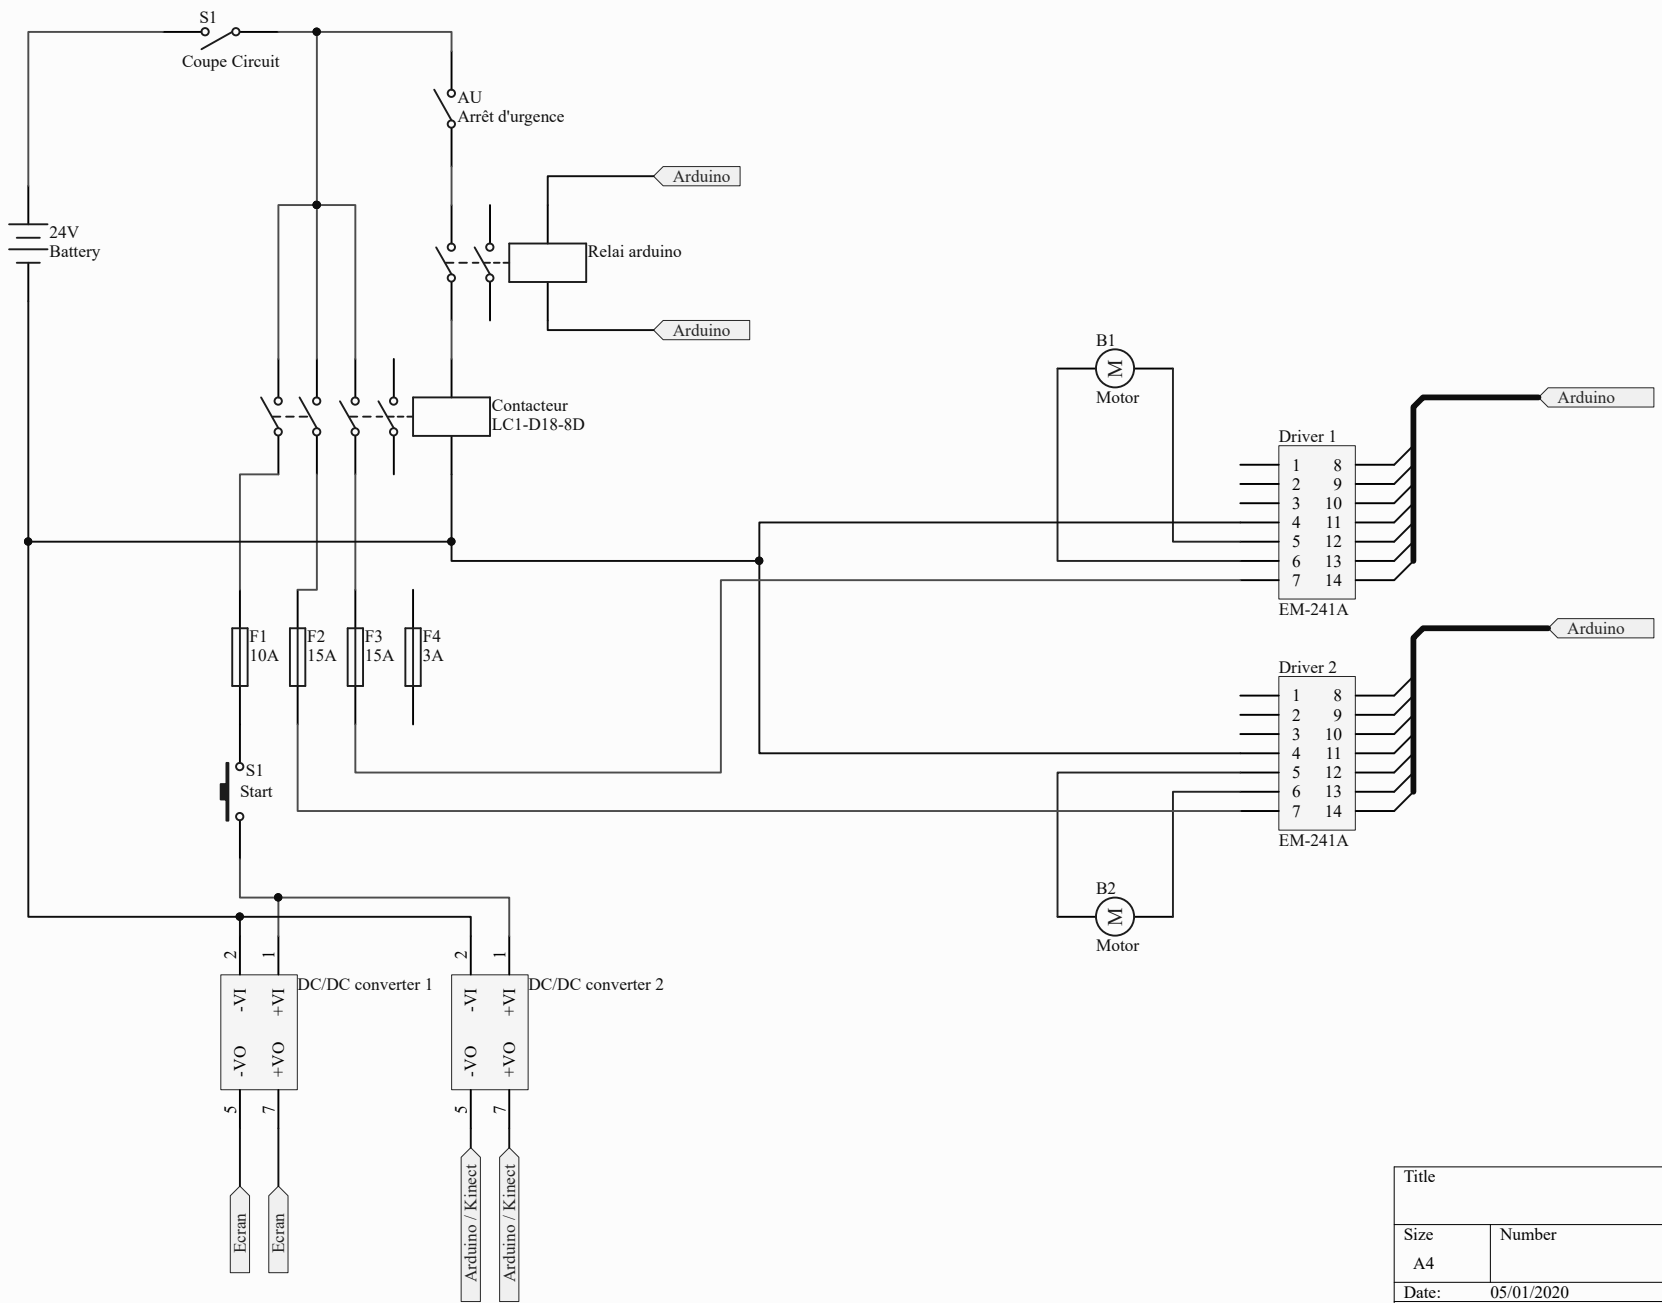 S1
Coupe Circuit
AU
Arrêt d'urgence
Arduino
24V
Battery
Relai arduino
Arduino
B1
M
Motor
Contacteur
LC1-D18-8D
Arduino
Driver 1
1 8
2 9
3 10
4 11
5 12
6 13
7 14
EM-241A
F1
10A
F2
15A
F3
15A
F4
3A
Arduino
Driver 2
1 8
2 9
3 10
4 11
5 12
6 13
7 14
EM-241A
S1
Start
B2
M
Motor
2
1
2
1
DC/DC converter 1
-VI
+VI
-VO
+VO
DC/DC converter 2
-VI
+VI
-VO
+VO
5
7
5
7
Ecran
Ecran
Arduino / Kinect
Arduino / Kinect
Title
Size
Number
A4
Date: 05/01/2020